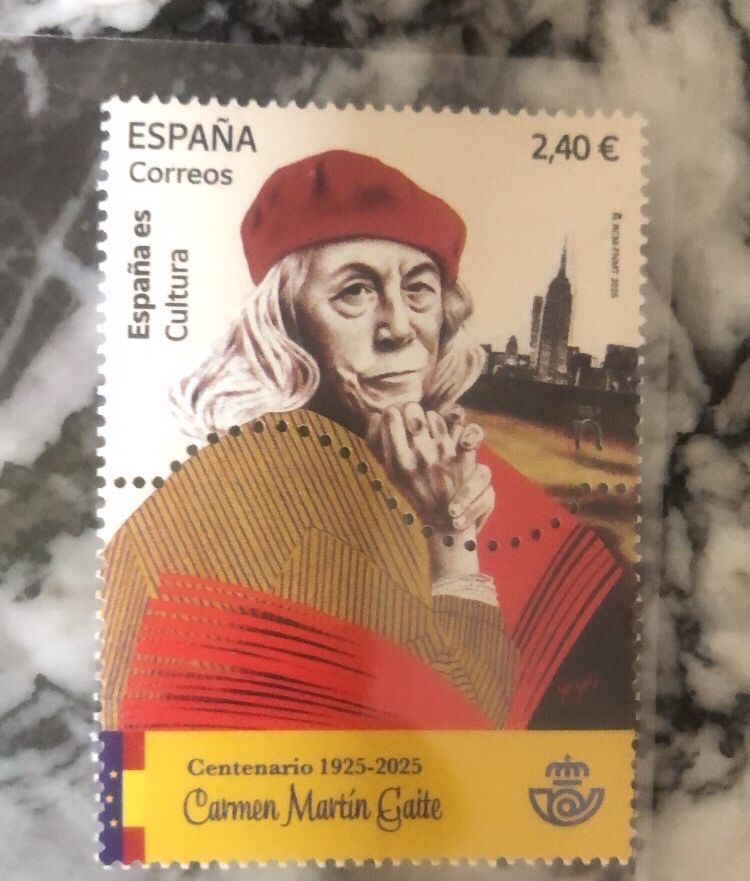 ESPAÑA
Correos
2,40 €
España es
Cultura
Centenario 1925-2025
Carmen Martín Gaite